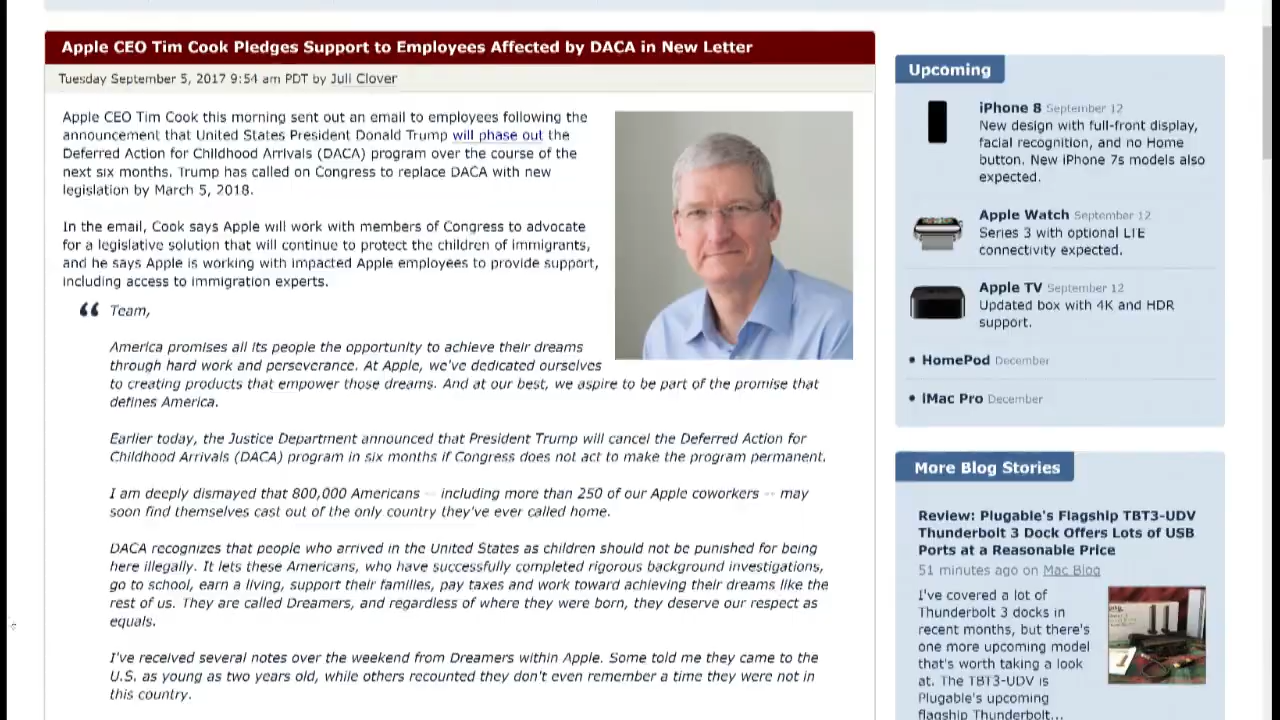 Apple CEO Tim Cook Pledges Support to Employees Affected by DACA in New Letter
Tuesday September 5, 2017 9:54 am PDT by Juli Clover
Apple CEO Tim Cook this morning sent out an email to employees following the
announcement that United States President Donald Trump will phase out the
Deferred Action for Childhood Arrivals (DACA) program over the course of the
next six months. Trump has called on Congress to replace DACA with new
legislation by March 5, 2018.
In the email, Cook says Apple will work with members of Congress to advocate
for a legislative solution that will continue to protect the children of immigrants,
and he says Apple is working with impacted Apple employees to provide support,
including access to immigration experts.
“ Team,
America promises all its people the opportunity to achieve their dreams
through hard work and perseverance. At Apple, we've dedicated ourselves
to creating products that empower those dreams. And at our best, we aspire to be part of the promise that
defines America.
Earlier today, the Justice Department announced that President Trump will cancel the Deferred Action for
Childhood Arrivals (DACA) program in six months if Congress does not act to make the program permanent.
I am deeply dismayed that 800,000 Americans -- including more than 250 of our Apple coworkers -- may
soon find themselves cast out of the only country they've ever called home.
DACA recognizes that people who arrived in the United States as children should not be punished for being
here illegally. It lets these Americans, who have successfully completed rigorous background investigations,
go to school, earn a living, support their families, pay taxes and work toward achieving their dreams like the
rest of us. They are called Dreamers, and regardless of where they were born, they deserve our respect as
equals.
I've received several notes over the weekend from Dreamers within Apple. Some told me they came to the
U.S. as young as two years old, while others recounted they don't even remember a time they were not in
this country.
Upcoming
iPhone 8 September 12
New design with full-front display,
facial recognition, and no Home
button. New iPhone 7s models also
expected.
Apple Watch September 12
Series 3 with optional LTE
connectivity expected.
Apple TV September 12
Updated box with 4K and HDR
support.
• HomePod December
• iMac Pro December
More Blog Stories
Review: Plugable's Flagship TBT3-UDV
Thunderbolt 3 Dock Offers Lots of USB
Ports at a Reasonable Price
51 minutes ago on Mac Blog
I've covered a lot of
Thunderbolt 3 docks in
recent months, but there's
one more upcoming model
that's worth taking a look
at. The TBT3-UDV is
Plugable's upcoming
flagship Thunderbolt...